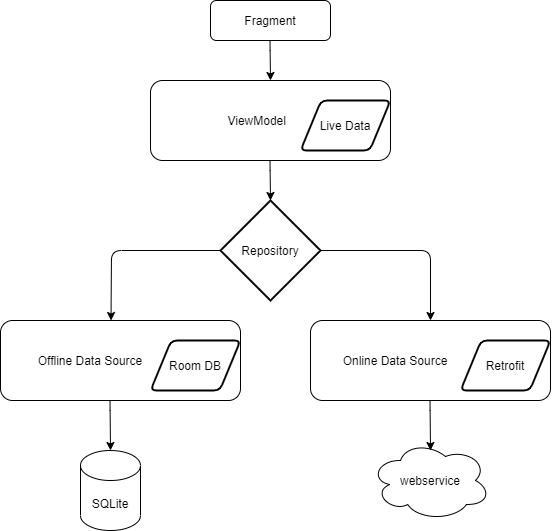 Fragment
ViewModel
Live Data
Repository
Offline Data Source
Room DB
Online Data Source
Retrofit
SQLite
webservice